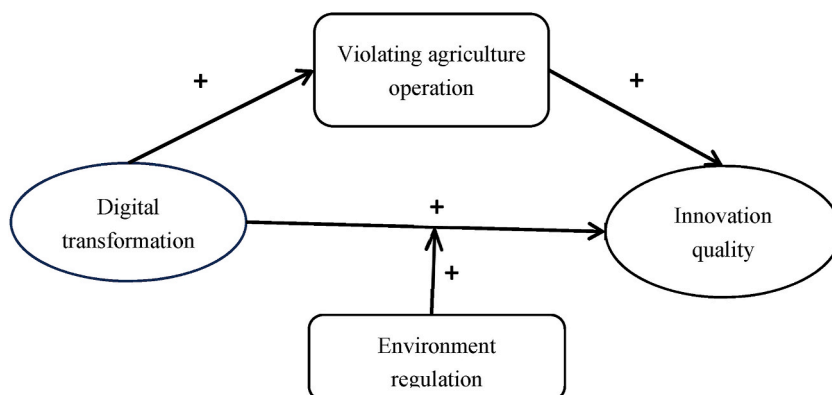 Violating agriculture
operation
+
+
Digital
transformation
+
Innovation
quality
+
Environment
regulation